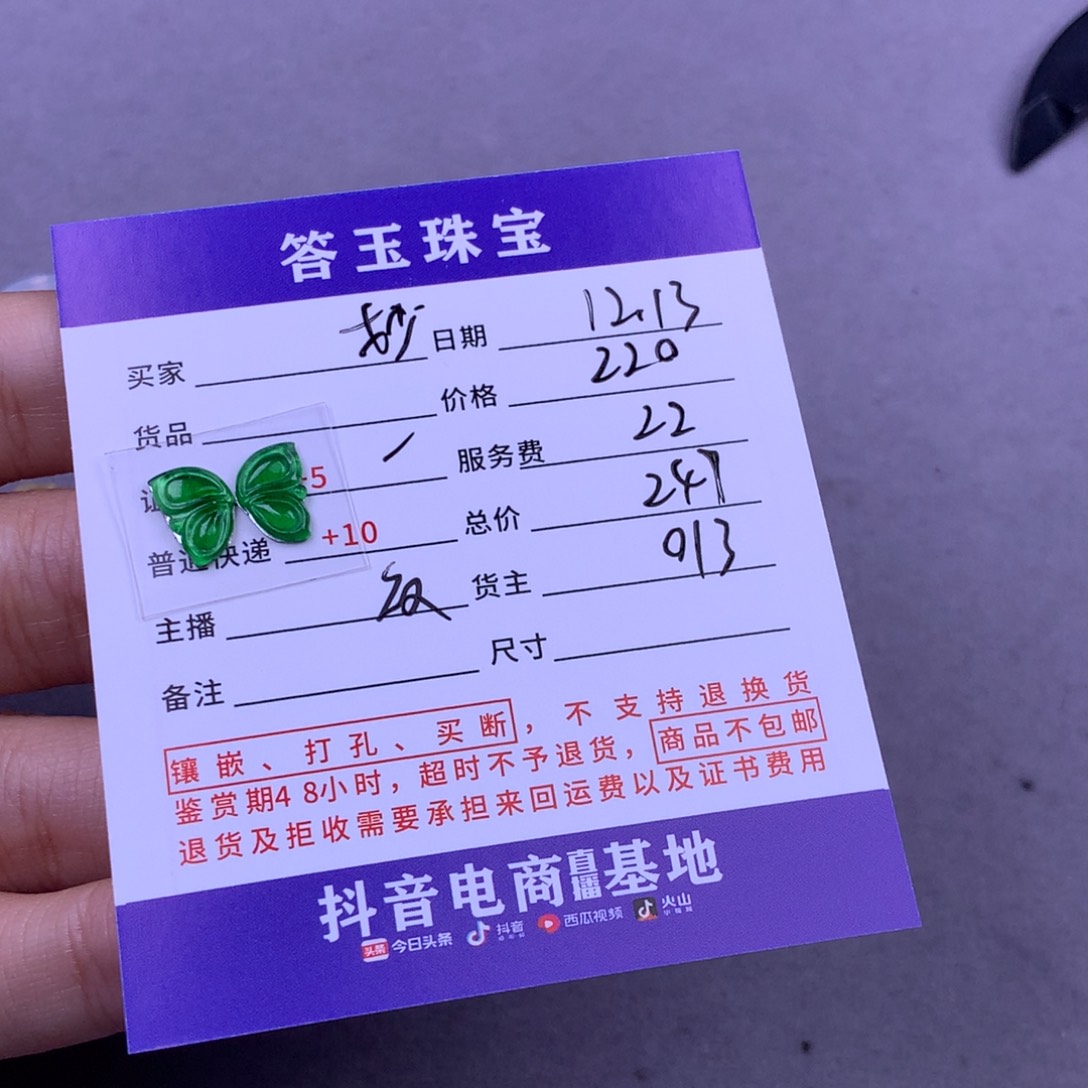 答玉珠宝
买家 日期 12.13
货品 价格 220
服务费 22
-5
普通快递 +10 总价 247
主播 货主 013
备注 尺寸
镶嵌、打孔、买断,不支持退换货
鉴赏期48小时,超时不予退货,商品不包邮
退货及拒收需要承担来回运费以及证书费用
抖音电商直播基地
头条 今日头条 抖音 西瓜视频 火山